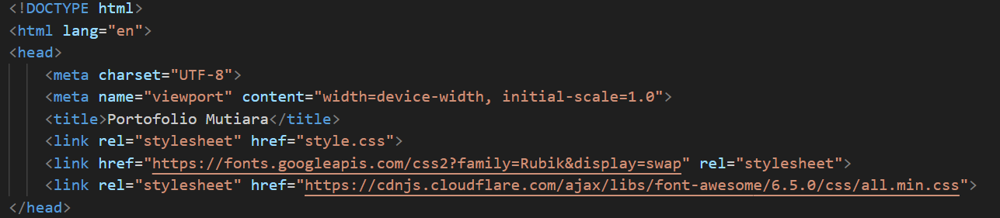 <!DOCTYPE html>
<html lang="en">
<head>
<meta charset="UTF-8">
<meta name="viewport" content="width=device-width, initial-scale=1.0">
<title>Portofolio Mutiara</title>
<link rel="stylesheet" href="style.css">
<link href="https://fonts.googleapis.com/css2?family=Rubik&display=swap" rel="stylesheet">
<link rel="stylesheet" href="https://cdnjs.cloudflare.com/ajax/libs/font-awesome/6.5.0/css/all.min.css">
</head>